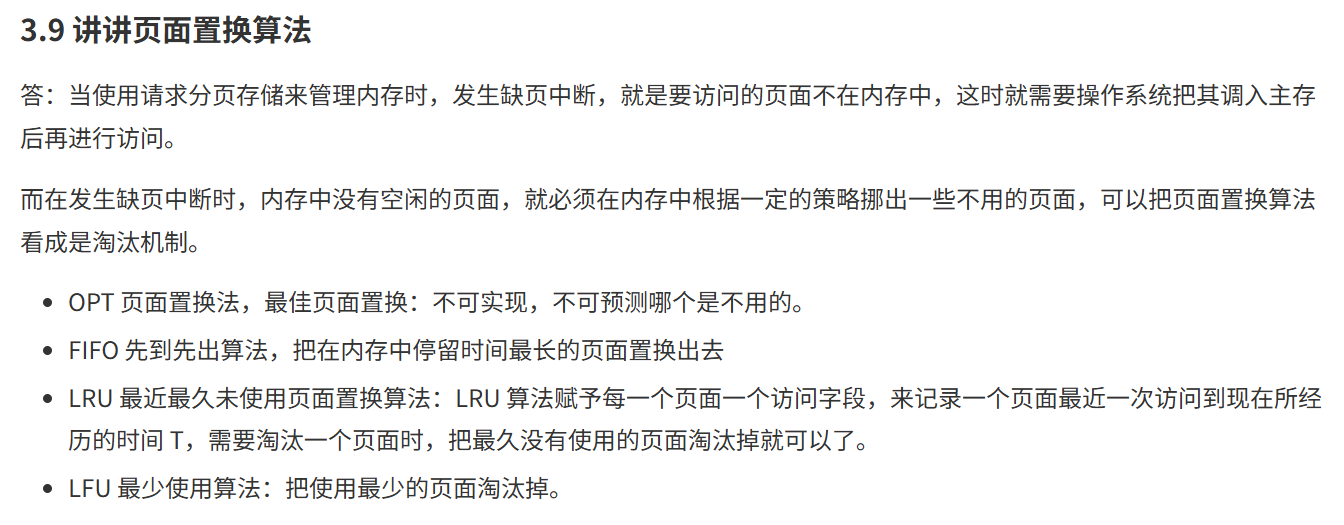 3.9 讲讲页面置换算法
答：当使用请求分页存储来管理内存时，发生缺页中断，就是要访问的页面不在内存中，这时就需要操作系统把其调入主存
后再进行访问。
而在发生缺页中断时，内存中没有空闲的页面，就必须在内存中根据一定的策略挪出一些不用的页面，可以把页面置换算法
看成是淘汰机制。
• OPT 页面置换法，最佳页面置换：不可实现，不可预测哪个是不用的。
• FIFO 先到先出算法，把在内存中停留时间最长的页面置换出去
• LRU 最近最久未使用页面置换算法：LRU 算法赋予每一个页面一个访问字段，来记录一个页面最近一次访问到现在所经
历的时间 T，需要淘汰一个页面时，把最久没有使用的页面淘汰掉就可以了。
• LFU 最少使用算法：把使用最少的页面淘汰掉。